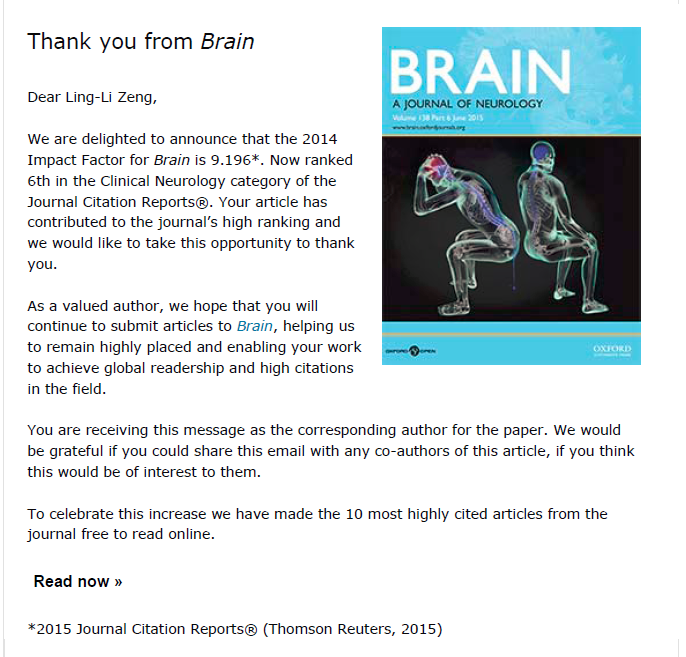 Thank you from Brain
BRAIN
A JOURNAL OF NEUROLOGY
Volume 138 Part 6 June 2015
www.brain.oxfordjournals.org
OXFORD OPEN
OXFORD
UNIVERSITY PRESS
Dear Ling-Li Zeng,
We are delighted to announce that the 2014
Impact Factor for Brain is 9.196*. Now ranked
6th in the Clinical Neurology category of the
Journal Citation Reports®. Your article has
contributed to the journal’s high ranking and
we would like to take this opportunity to thank
you.
As a valued author, we hope that you will
continue to submit articles to Brain, helping us
to remain highly placed and enabling your work
to achieve global readership and high citations
in the field.
You are receiving this message as the corresponding author for the paper. We would
be grateful if you could share this email with any co-authors of this article, if you think
this would be of interest to them.
To celebrate this increase we have made the 10 most highly cited articles from the
journal free to read online.
Read now »
*2015 Journal Citation Reports® (Thomson Reuters, 2015)